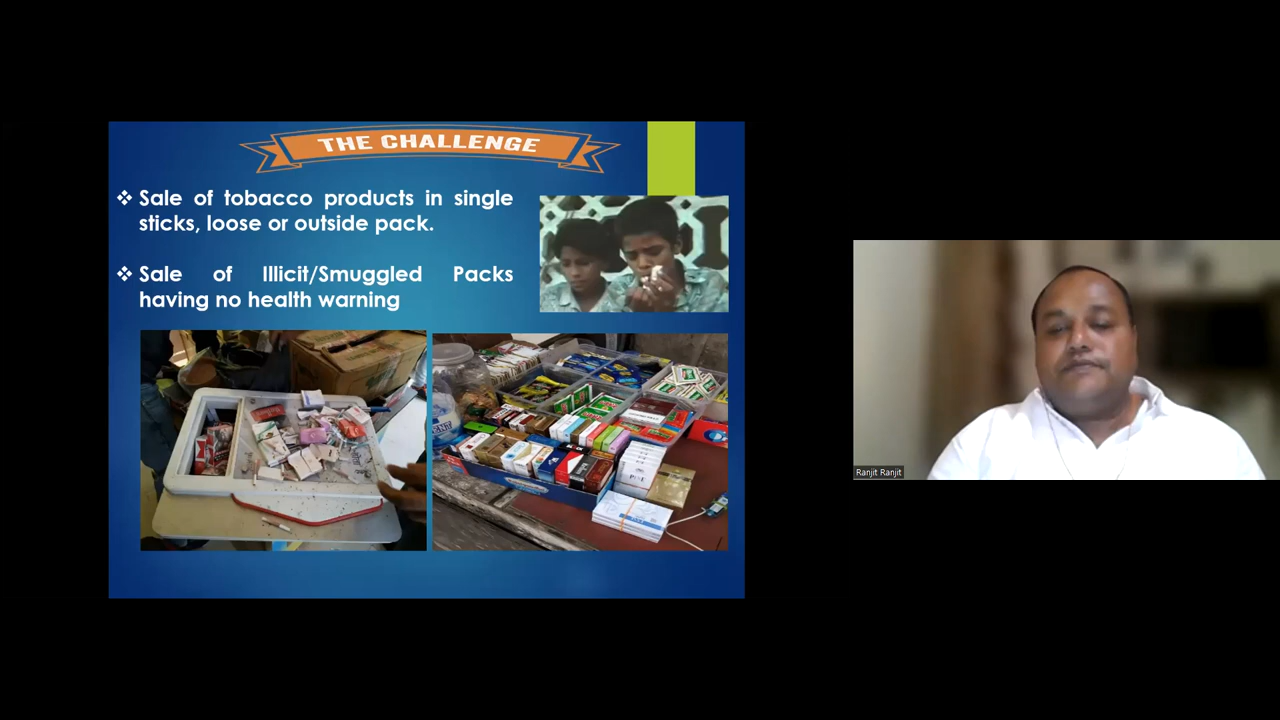 THE CHALLENGE
❖ Sale of tobacco products in single
sticks, loose or outside pack.
❖ Sale of Illicit/Smuggled Packs
having no health warning
Ranjit Ranjit